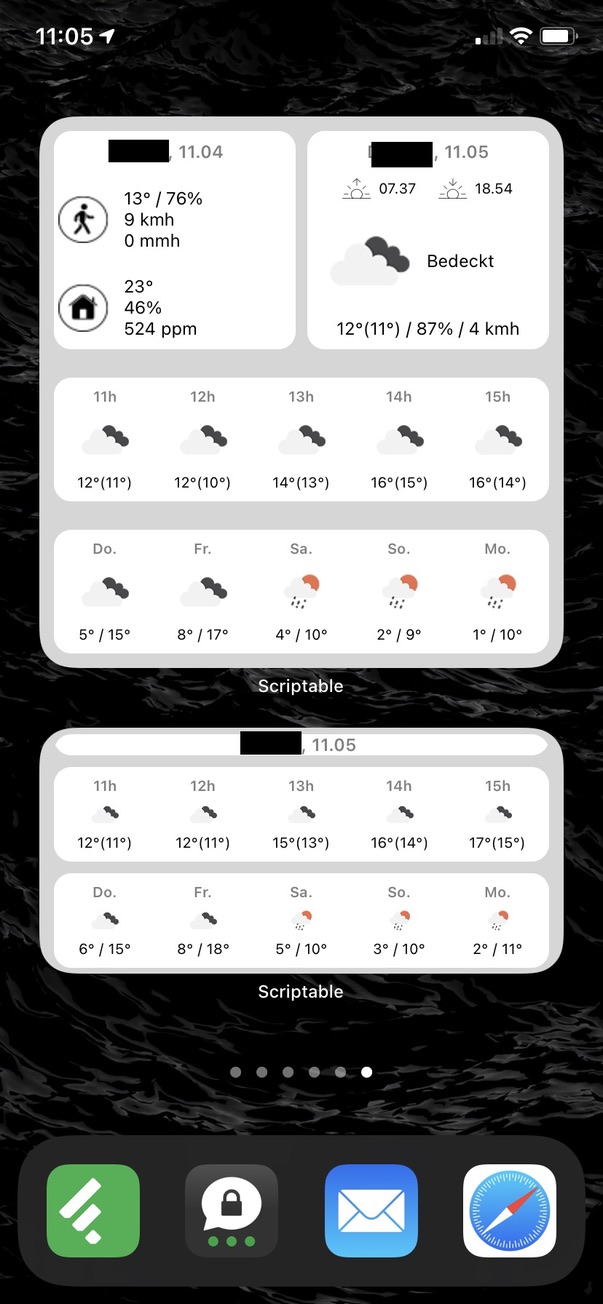 11:05
, 11.04
13° / 76%
9 kmh
0 mmh
23°
46%
524 ppm
, 11.05
07.37 18.54
Bedeckt
12°(11°) / 87% / 4 kmh
11h 12h 13h 14h 15h
12°(11°) 12°(10°) 14°(13°) 16°(15°) 16°(14°)
Do. Fr. Sa. So. Mo.
5° / 15° 8° / 17° 4° / 10° 2° / 9° 1° / 10°
Scriptable
, 11.05
11h 12h 13h 14h 15h
12°(11°) 12°(11°) 15°(13°) 16°(14°) 17°(15°)
Do. Fr. Sa. So. Mo.
6° / 15° 8° / 18° 5° / 10° 3° / 10° 2° / 11°
Scriptable